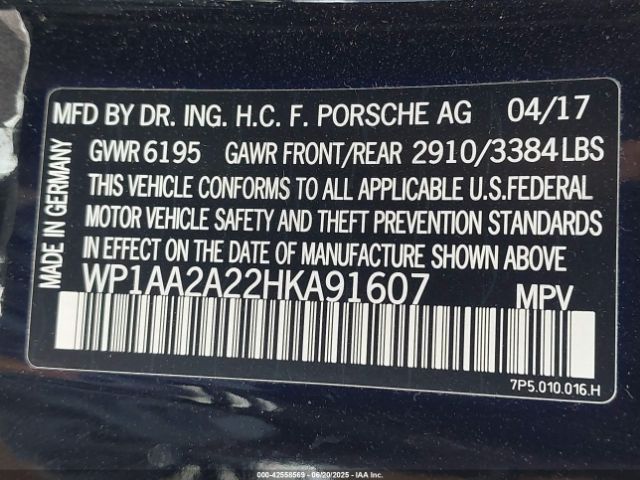 MFD BY DR. ING. H.C. F. PORSCHE AG 04/17
GWVR 6195 GAWR FRONT/REAR 2910/3384 LBS
THIS VEHICLE CONFORMS TO ALL APPLICABLE U.S. FEDERAL
MOTOR VEHICLE SAFETY AND THEFT PREVENTION STANDARDS
IN EFFECT ON THE DATE OF MANUFACTURE SHOWN ABOVE
WP1AA2A22HKA91607 MPV
MADE IN GERMANY
7P5.010.016.H
000-42558569 - 06/20/2025 - IAA Inc.